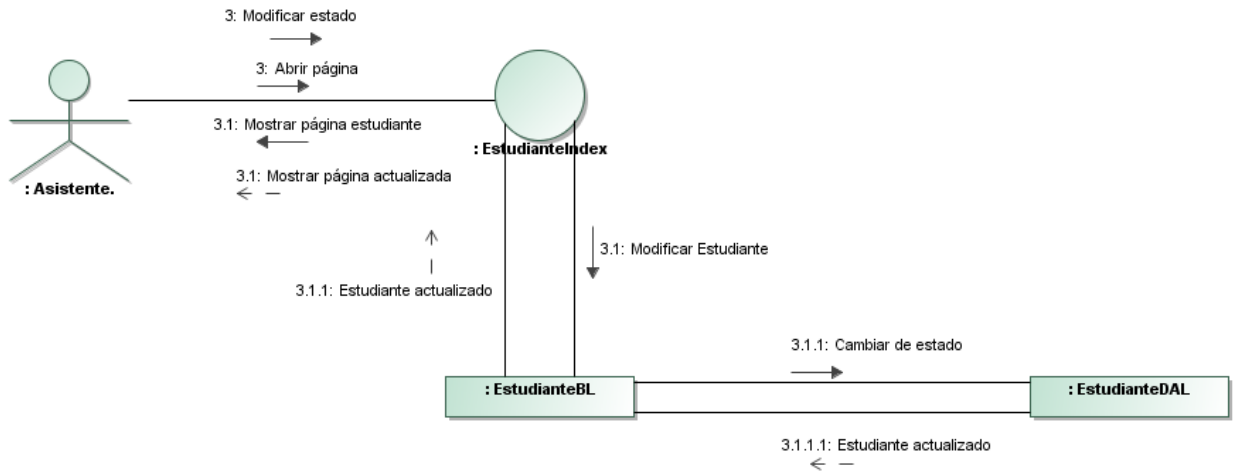 3: Modificar estado
3: Abrir página
3.1: Mostrar página estudiante
: EstudianteIndex
3.1: Mostrar página actualizada
: Asistente.
3.1: Modificar Estudiante
3.1.1: Estudiante actualizado
3.1.1: Cambiar de estado
: EstudianteBL
: EstudianteDAL
3.1.1.1: Estudiante actualizado